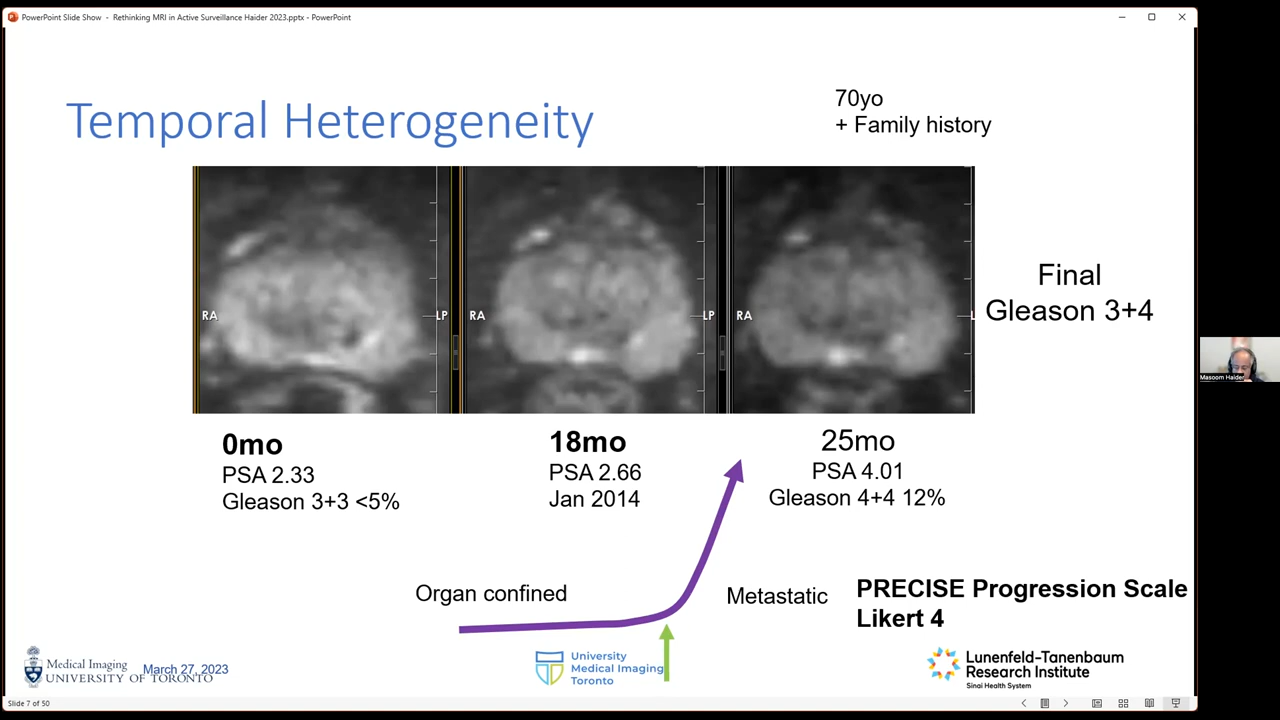 PowerPoint Slide Show - Rethinking MRI in Active Surveillance Haider 2023.pptx - PowerPoint
Temporal Heterogeneity
70yo
+ Family history
RA
LP
RA
LP
RA
L
Final
Gleason 3+4
0mo
PSA 2.33
Gleason 3+3 <5%
18mo
PSA 2.66
Jan 2014
25mo
PSA 4.01
Gleason 4+4 12%
Organ confined
Metastatic
PRECISE Progression Scale
Likert 4
Medical Imaging
UNIVERSITY OF TORONTO
March 27, 2023
University
Medical Imaging
Toronto
Lunenfeld-Tanenbaum
Research Institute
Sinai Health System
Masoom Haider
Slide 7 of 50